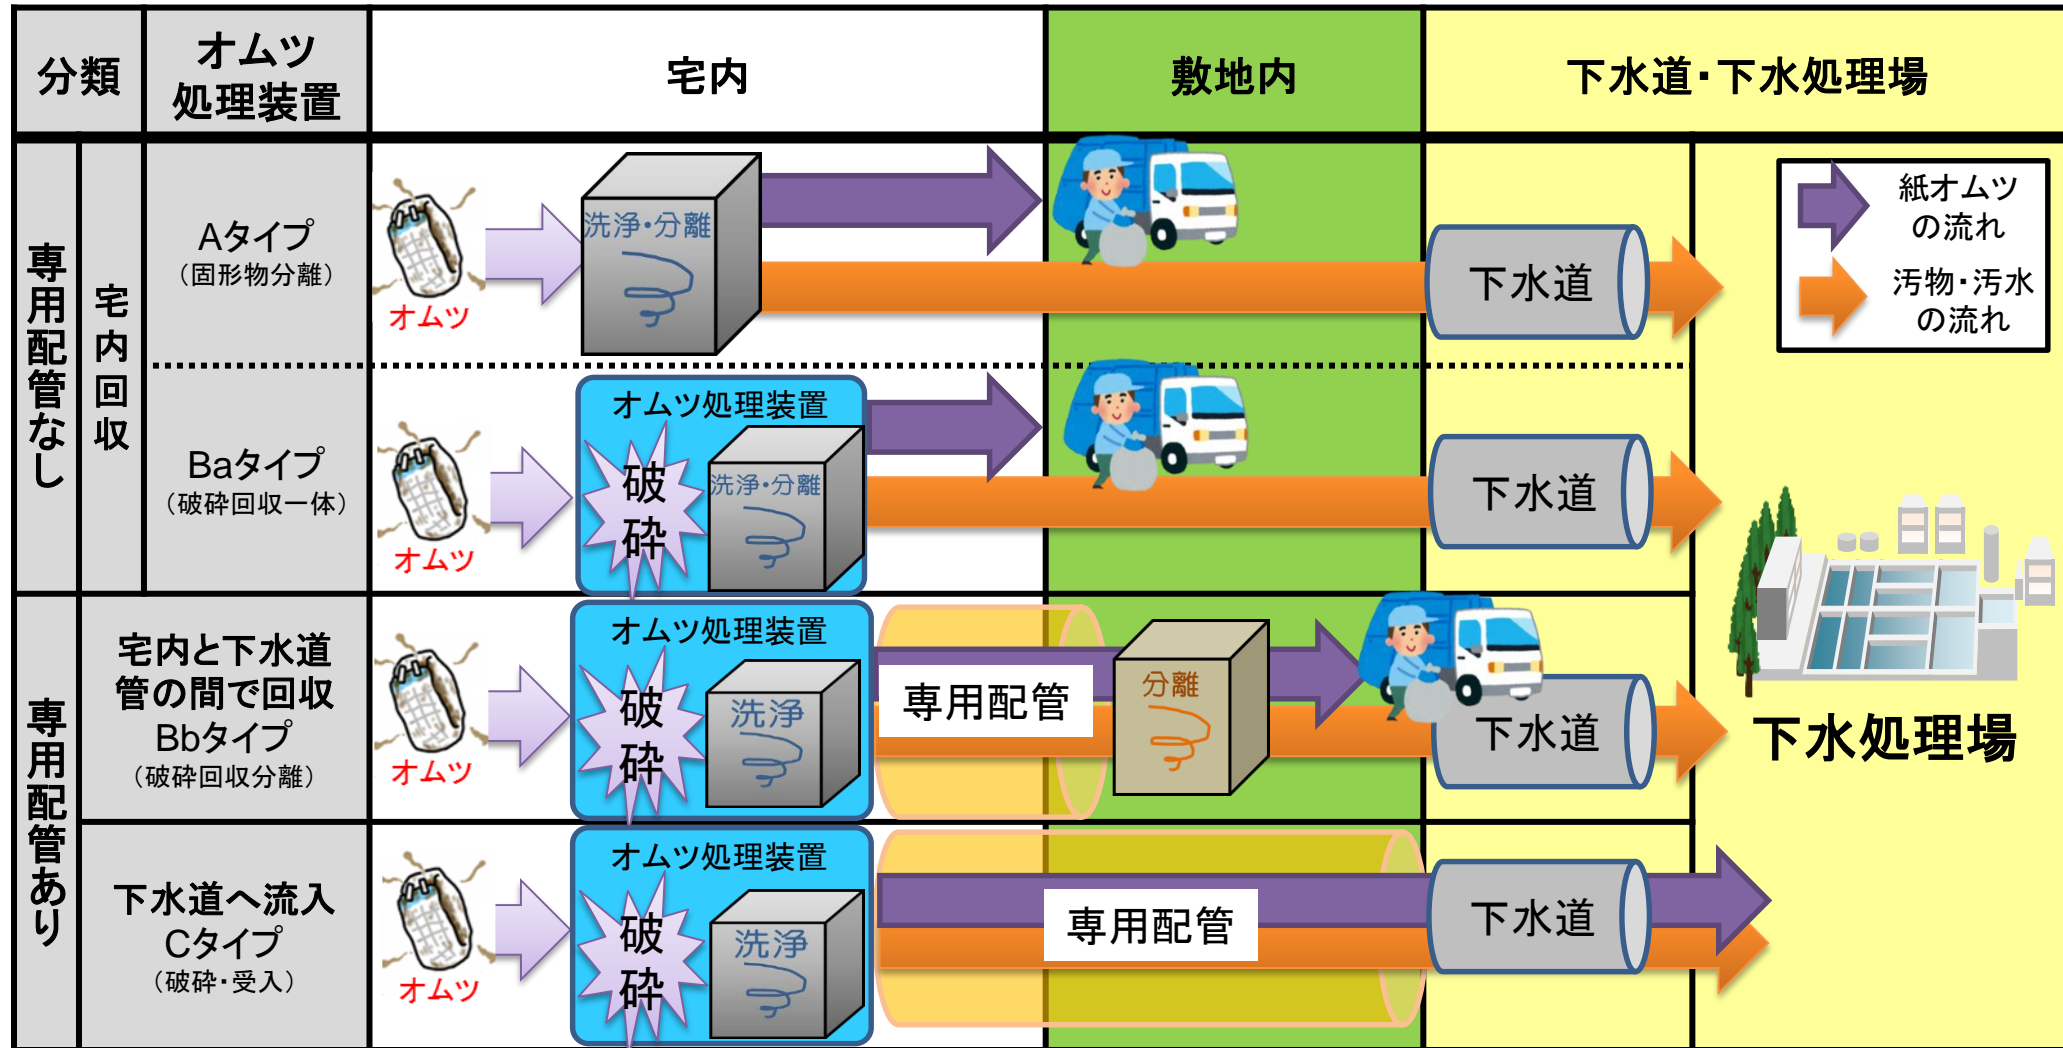 分類
オムツ
処理装置
宅内
敷地内
下水道・下水処理場
専用配管なし
宅内回収
Aタイプ
（固形物分離）
オムツ
洗浄・分離
下水道
紙オムツ
の流れ
汚物・汚水
の流れ
Baタイプ
（破砕回収一体）
オムツ
オムツ処理装置
破砕
洗浄・分離
下水道
専用配管あり
宅内と下水道
管の間で回収
Bbタイプ
（破砕回収分離）
オムツ
オムツ処理装置
破砕
洗浄
専用配管
分離
下水道
下水処理場
下水道へ流入
Cタイプ
（破砕・受入）
オムツ
オムツ処理装置
破砕
洗浄
専用配管
下水道